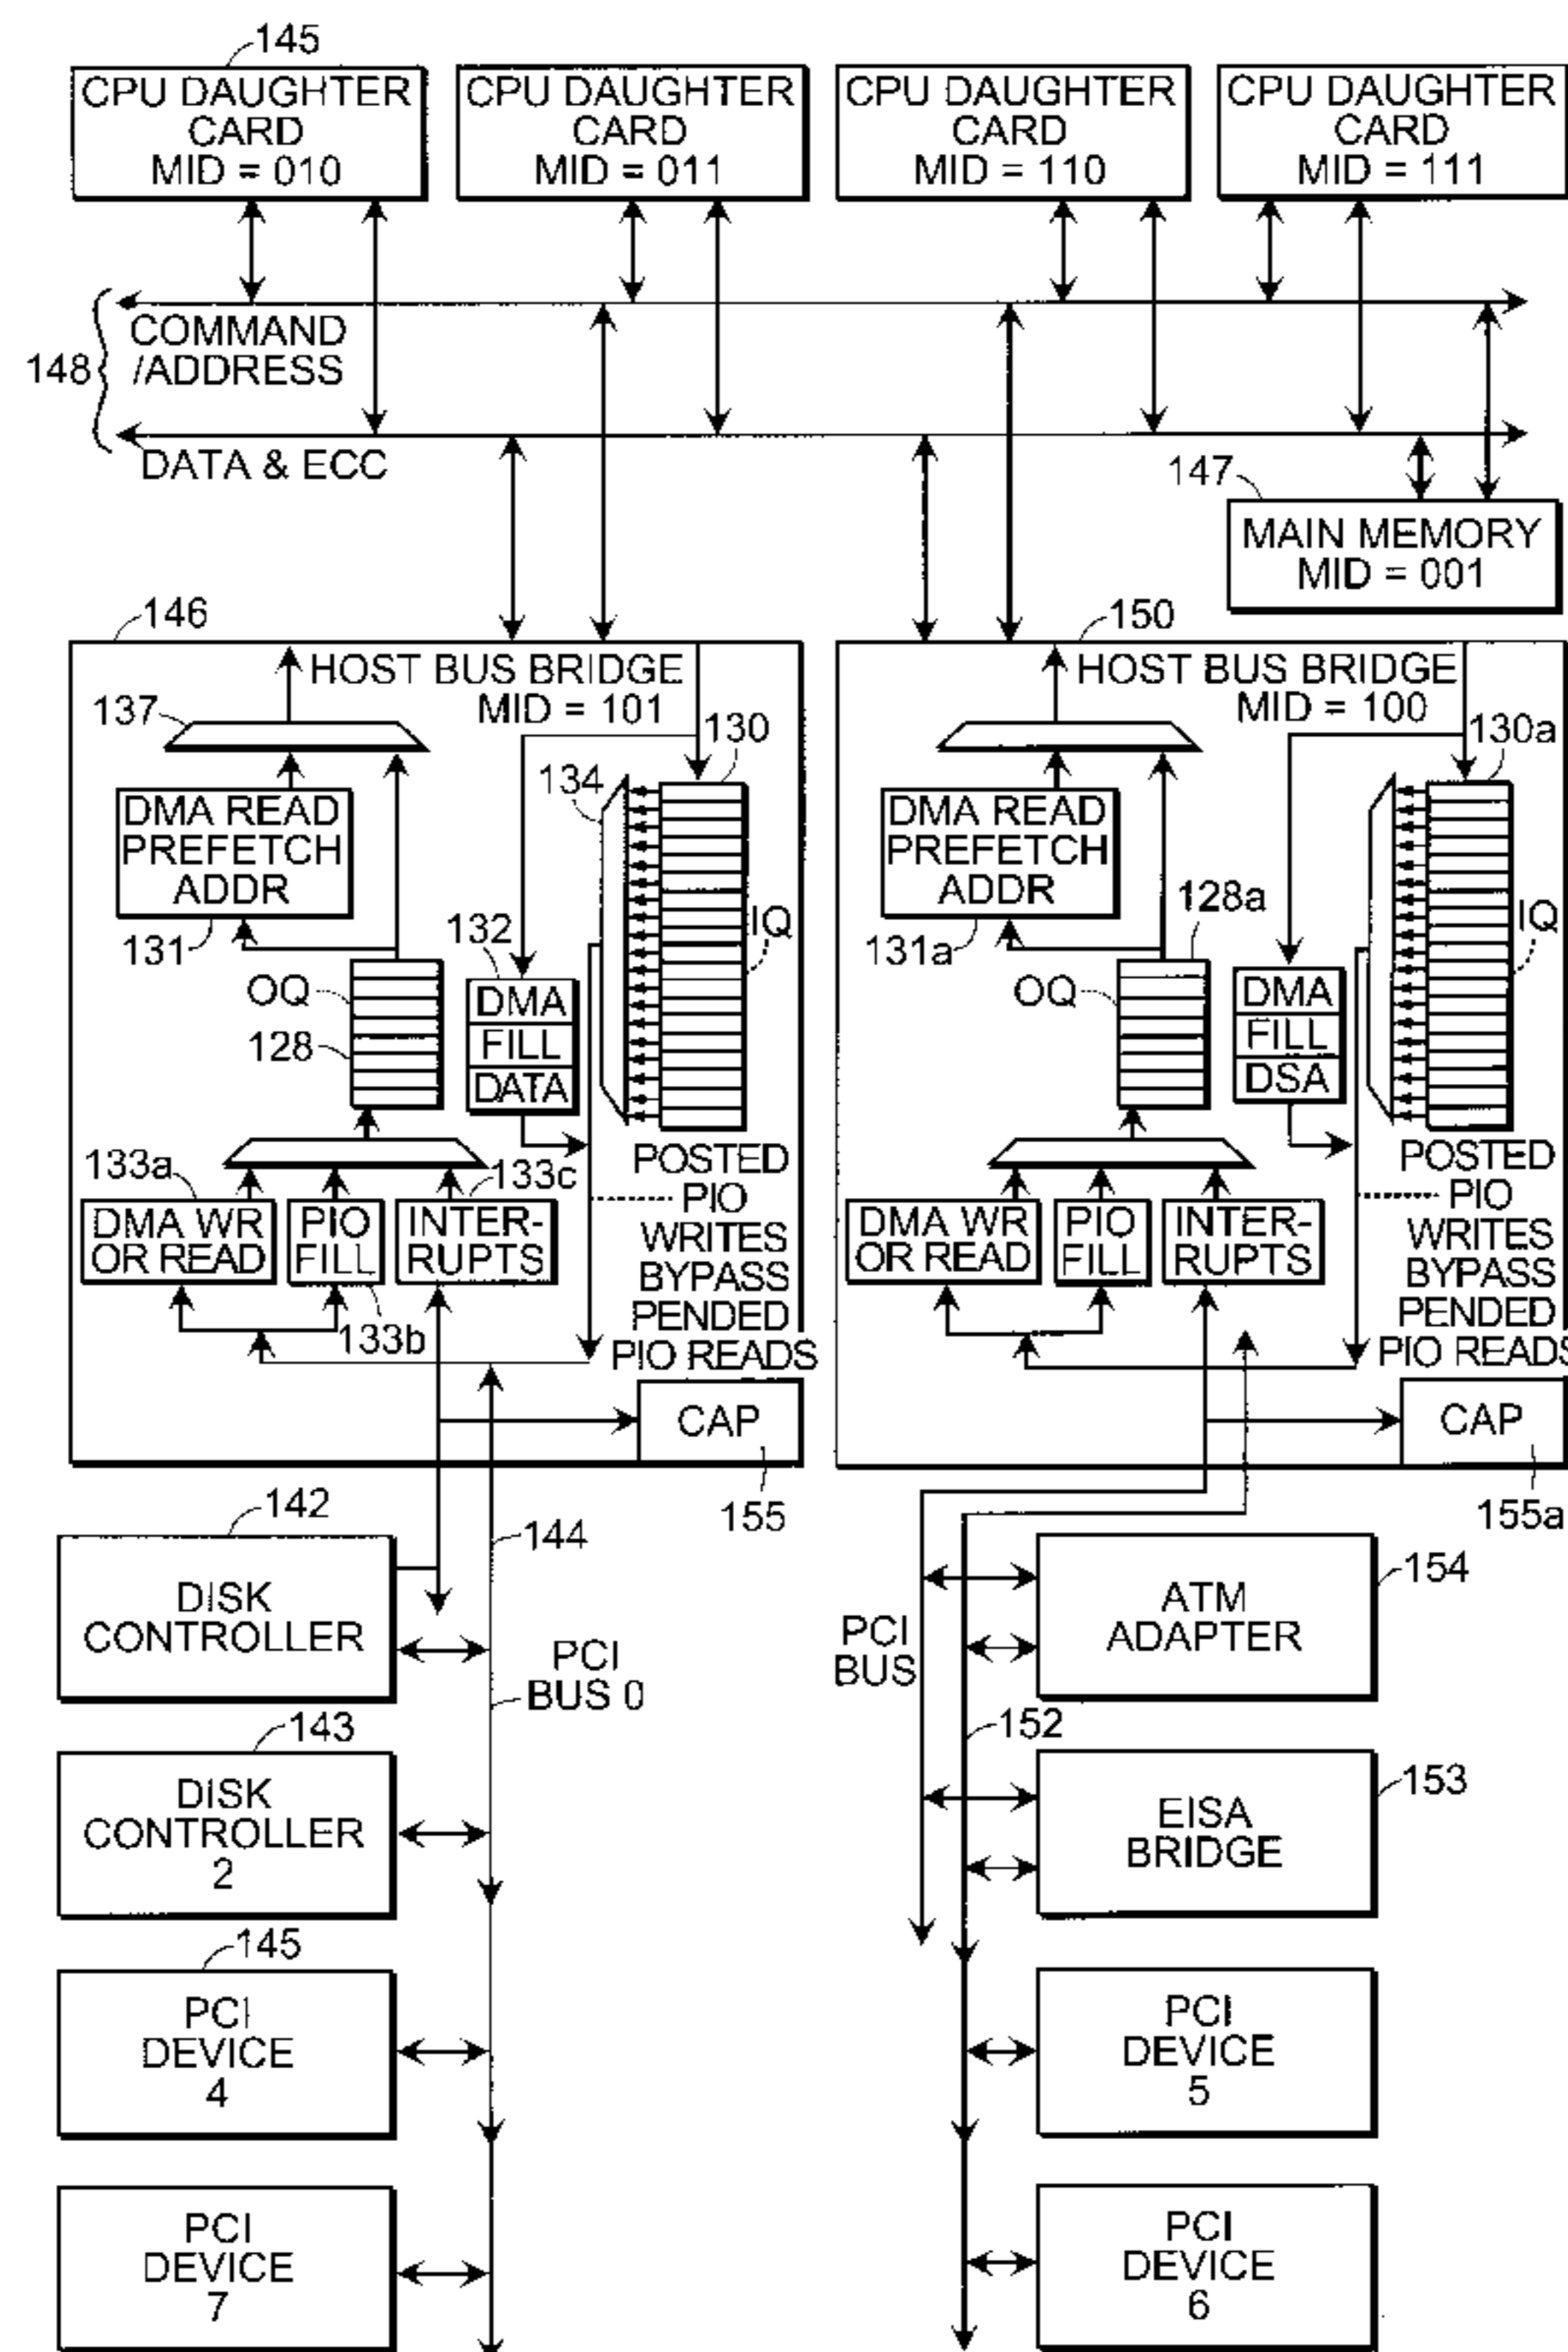 145
CPU DAUGHTER
CARD
MID = 010
CPU DAUGHTER
CARD
MID = 011
CPU DAUGHTER
CARD
MID = 110
CPU DAUGHTER
CARD
MID = 111
148
COMMAND
/ADDRESS
DATA & ECC
147
MAIN MEMORY
MID = 001
146
HOST BUS BRIDGE
MID = 101
137
130
134
DMA READ
PREFETCH
ADDR
131
132
IQ
OQ
128
DMA
FILL
DATA
133a
133c
DMA WR
OR READ
PIO
FILL
INTER-
RUPTS
133b
POSTED
PIO
WRITES
BYPASS
PENDED
PIO READS
CAP
155
150
HOST BUS BRIDGE
MID = 100
130a
DMA READ
PREFETCH
ADDR
131a
128a
IQ
OQ
DMA
FILL
DSA
DMA WR
OR READ
PIO
FILL
INTER-
RUPTS
POSTED
PIO
WRITES
BYPASS
PENDED
PIO READS
CAP
155a
142
DISK
CONTROLLER
144
PCI
BUS 0
143
DISK
CONTROLLER
2
145
PCI
DEVICE
4
PCI
DEVICE
7
PCI
BUS
152
154
ATM
ADAPTER
153
EISA
BRIDGE
PCI
DEVICE
5
PCI
DEVICE
6